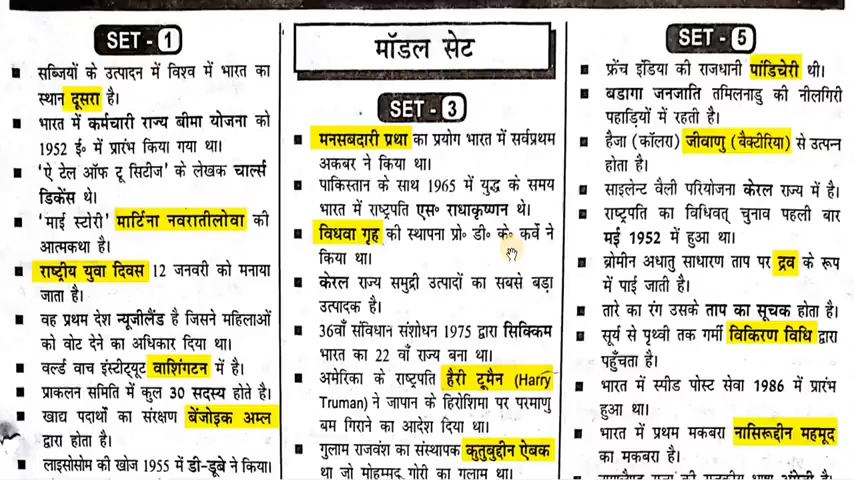 SET - 1
सब्जियों के उत्पादन में विश्व में भारत का
स्थान दूसरा है।
भारत में कर्मचारी राज्य बीमा योजना को
1952 ई॰ में प्रारंभ किया गया था।
'ऐ टेल ऑफ टू सिटीज' के लेखक चार्ल्स
डिकेंस थे।
'माई स्टोरी' मार्टिना नवरातीलोवा की
आत्मकथा है।
राष्ट्रीय युवा दिवस 12 जनवरी को मनाया
जाता है।
वह प्रथम देश न्यूजीलैंड है जिसने महिलाओं
को वोट देने का अधिकार दिया था।
वर्ल्ड वाच इंस्टीट्यूट वाशिंगटन में है।
प्राकलन समिति में कुल 30 सदस्य होते है।
खाद्य पदार्थों का संरक्षण बेंजोइक अम्ल
द्वारा होता है।
लाइसोसोम की खोज 1955 में डी-डूबे ने किया।
मॉडल सेट
SET - 3
मनसबदारी प्रथा का प्रयोग भारत में सर्वप्रथम
अकबर ने किया था।
पाकिस्तान के साथ 1965 में युद्ध के समय
भारत में राष्ट्रपति एस॰ राधाकृष्णन थे।
विधवा गृह की स्थापना प्रो॰ डी॰ के॰ कर्वे ने
किया था।
केरल राज्य समुद्री उत्पादों का सबसे बड़ा
उत्पादक है।
36वाँ संविधान संशोधन 1975 द्वारा सिक्किम
भारत का 22 वाँ राज्य बना था।
अमेरिका के राष्ट्रपति हैरी टूमैन (Harry
Truman) ने जापान के हिरोशिमा पर परमाणु
बम गिराने का आदेश दिया था।
गुलाम राजवंश का संस्थापक कुतुबुद्दीन ऐबक
था जो मोहम्मद गोरी का गुलाम था।
SET - 5
फ्रेंच इंडिया की राजधानी पांडिचेरी थी।
बडागा जनजाति तमिलनाडु की नीलगिरी
पहाड़ियों में रहती है।
हैजा (कॉलरा) जीवाणु (वैक्टीरिया) से उत्पन्न
होता है।
साइलेन्ट वैली परियोजना केरल राज्य में है।
राष्ट्रपति का विधिवत् चुनाव पहली बार
मई 1952 में हुआ था।
ब्रोमीन अधातु साधारण ताप पर द्रव के रूप
में पाई जाती है।
तारे का रंग उसके ताप का सूचक होता है।
सूर्य से पृथ्वी तक गर्मी विकिरण विधि द्वारा
पहुँचता है।
भारत में स्पीड पोस्ट सेवा 1986 में प्रारंभ
हुआ था।
भारत में प्रथम मकबरा नासिरूद्दीन महमूद
का मकबरा है।